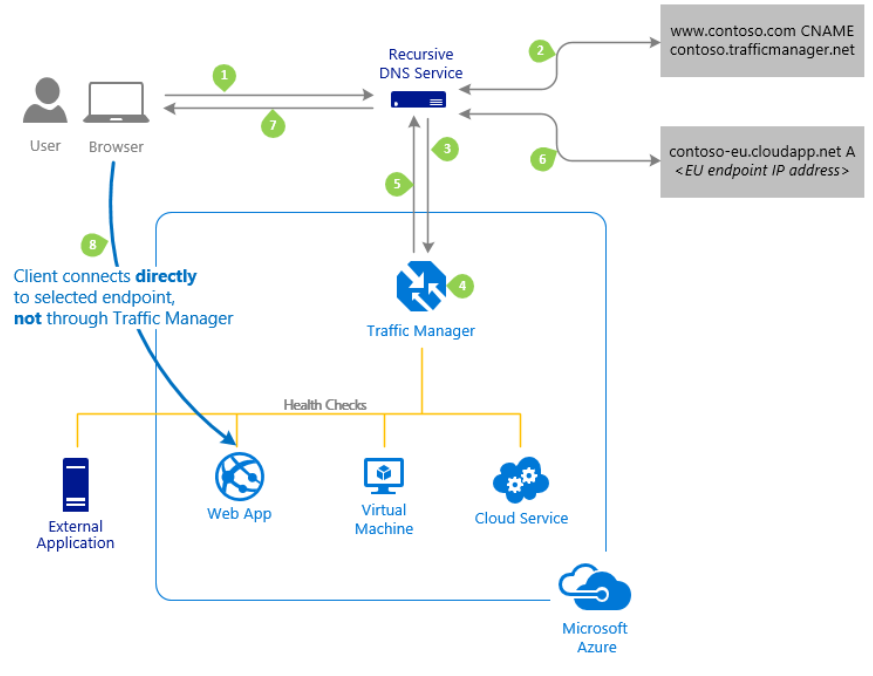 www.contoso.com CNAME
contoso.trafficmanager.net
Recursive
DNS Service
1
2
7
3
6
5
User
Browser
contoso-eu.cloudapp.net A
<EU endpoint IP address>
8
Client connects directly
to selected endpoint,
not through Traffic Manager
4
Traffic Manager
Health Checks
External
Application
Web App
Virtual
Machine
Cloud Service
Microsoft
Azure